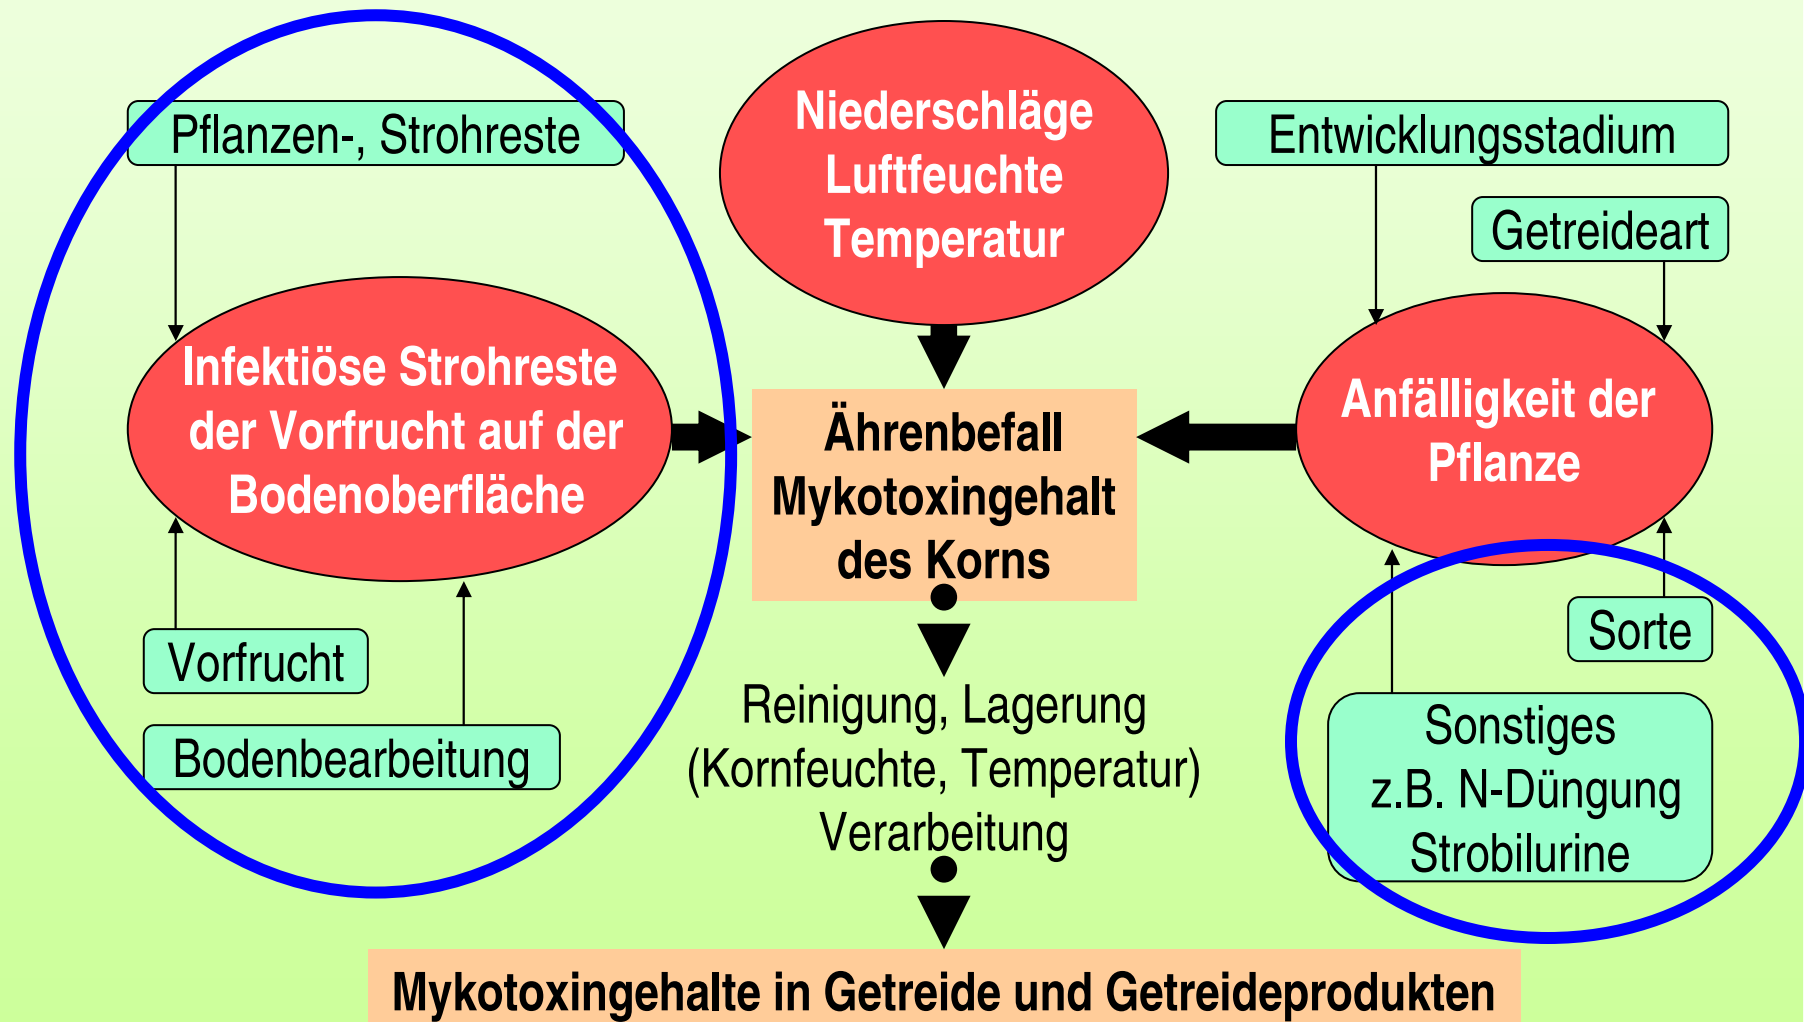 Pflanzen-, Strohreste
Infektiöse Strohreste
der Vorfrucht auf der
Bodenoberfläche
Vorfrucht
Bodenbearbeitung
Niederschläge
Luftfeuchte
Temperatur
Ährenbefall
Mykotoxingehalt
des Korns
Reinigung, Lagerung
(Kornfeuchte, Temperatur)
Verarbeitung
Entwicklungsstadium
Getreideart
Anfälligkeit der
Pflanze
Sorte
Sonstiges
z.B. N-Düngung
Strobilurine
Mykotoxingehalte in Getreide und Getreideprodukten